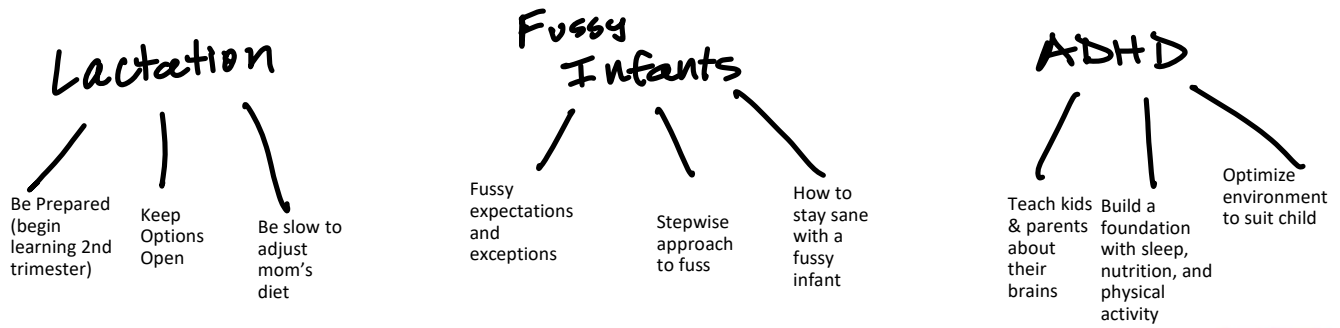 Lactation
Be Prepared
(begin
learning 2nd
trimester)
Keep
Options
Open
Be slow to
adjust
mom's
diet
Fussy
Infants
Fussy
expectations
and
exceptions
Stepwise
approach
to fuss
How to
stay sane
with a
fussy
infant
ADHD
Teach kids
& parents
about
their
brains
Build a
foundation
with sleep,
nutrition, and
physical
activity
Optimize
environment
to suit child